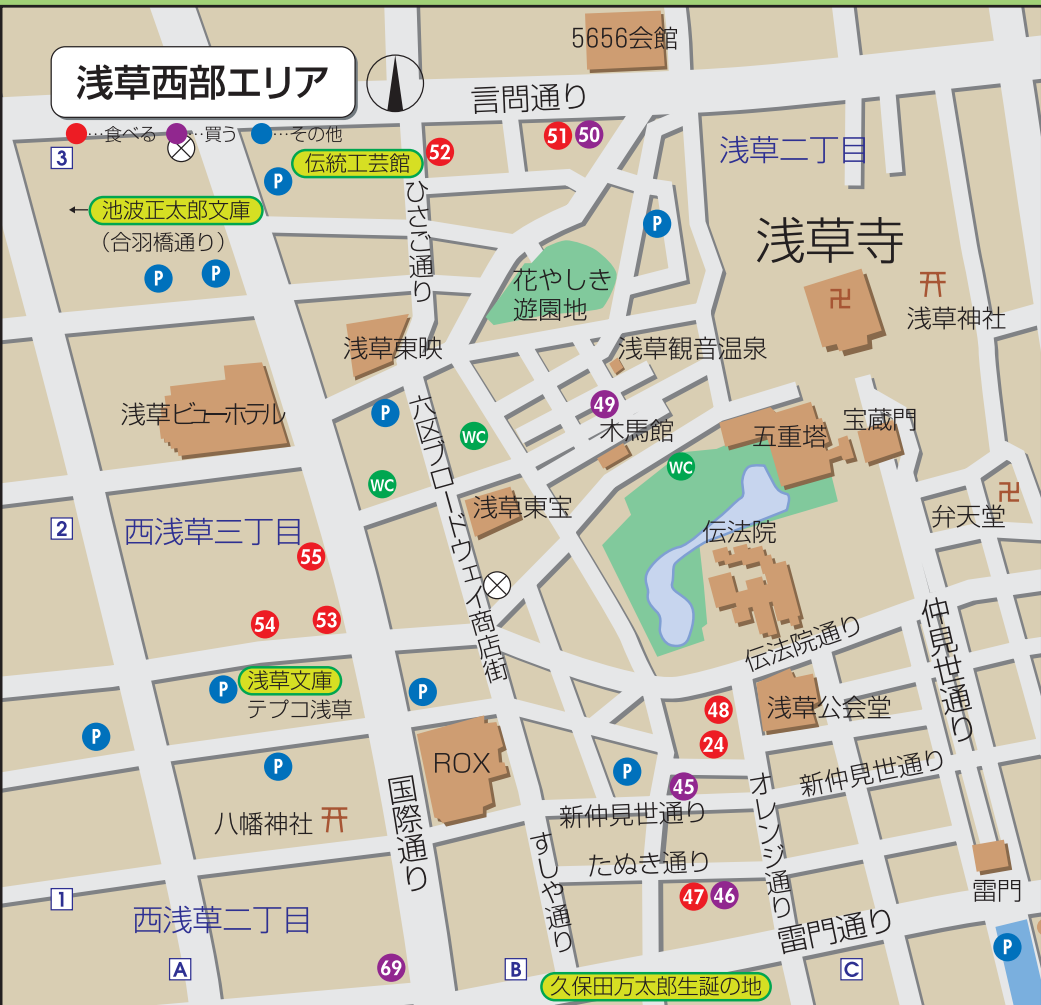 5656会館
浅草西部エリア
言問通り
…食べる …買う …その他
51
50
52
浅草二丁目
3
伝統工芸館
P
←池波正太郎文庫
(合羽橋通り)
P
P
ひさご通り
P
浅草寺
卍
浅草神社
花やしき
遊園地
浅草東映
浅草観音温泉
浅草ビューホテル
P
六区ブロードウェイ商店街
49
木馬館
WC
WC
WC
五重塔
宝蔵門
卍
弁天堂
浅草東宝
伝法院
2
西浅草三丁目
55
54
53
仲見世通り
伝法院通り
浅草文庫
テプコ浅草
P
P
48
浅草公会堂
24
P
P
ROX
P
45
オレンジ通り
新仲見世通り
新仲見世通り
八幡神社
国際通り
すしや通り
たぬき通り
47
46
雷門
1
西浅草二丁目
雷門通り
P
A
69
B
C
久保田万太郎生誕の地